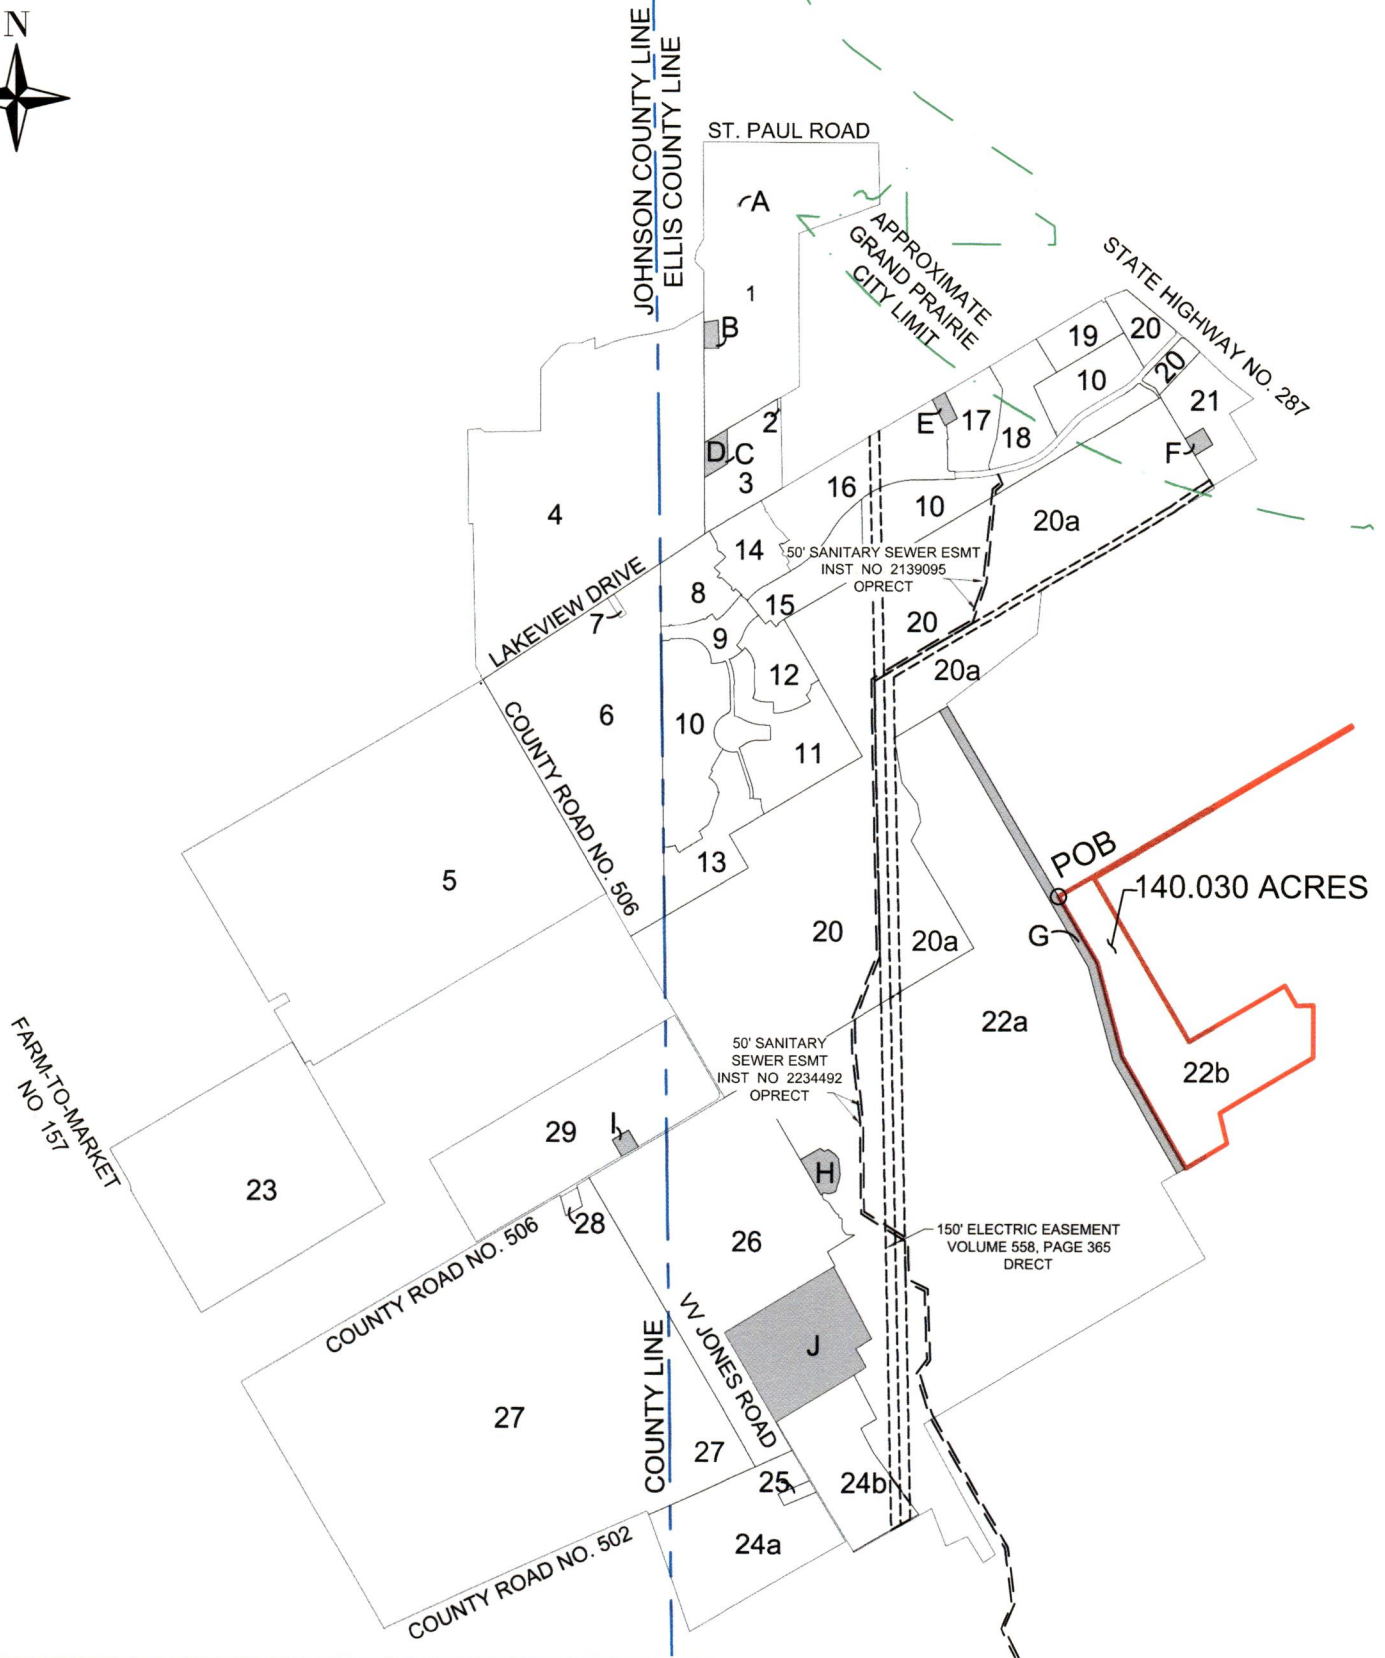 N
JOHNSON COUNTY LINE
ELLIS COUNTY LINE
ST. PAUL ROAD
A
1
B
APPROXIMATE
GRAND PRAIRIE
CITY LIMIT
STATE HIGHWAY NO. 287
19
20
20
10
21
2
E
17
18
F
D
C
3
16
10
20a
4
14
50' SANITARY SEWER ESMT
INST NO 2139095
OPRECT
LAKEVIEW DRIVE
8
15
7
9
20
12
20a
6
10
COUNTY ROAD NO. 506
11
13
5
POB
140.030 ACRES
20
20a
G
22a
FARM-TO-MARKET
NO 157
50' SANITARY
SEWER ESMT
INST NO 2234492
OPRECT
22b
29
I
H
23
28
COUNTY ROAD NO. 506
26
150' ELECTRIC EASEMENT
VOLUME 558, PAGE 365
DRECT
VV JONES ROAD
COUNTY LINE
J
27
27
25
24b
24a
COUNTY ROAD NO. 502